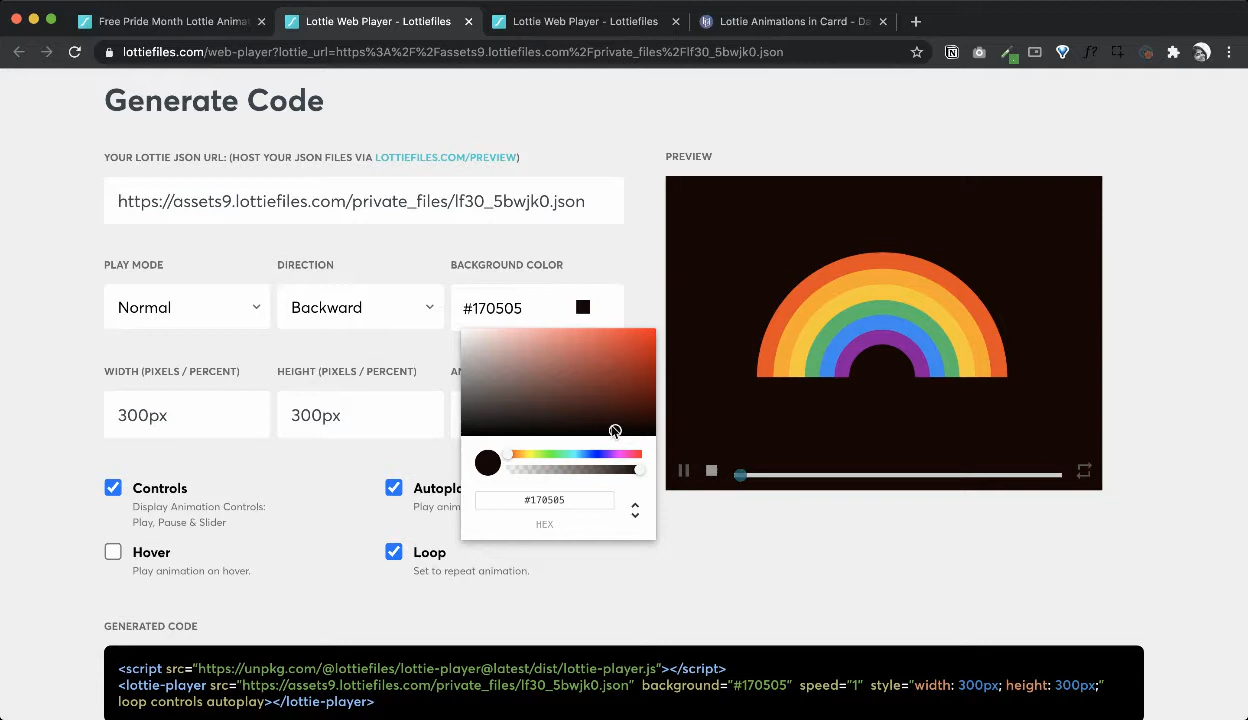 Free Pride Month Lottie Animat
Lottie Web Player - Lottiefiles
Lottie Web Player - Lottiefiles
Lottie Animations in Carrd - Da
lottiefiles.com/web-player?lottie_url=https%3A%2F%2Fassets9.lottiefiles.com%2Fprivate_files%2Flf30_5bwjk0.json
f?
Generate Code
YOUR LOTTIE JSON URL: (HOST YOUR JSON FILES VIA LOTTIEFILES.COM/PREVIEW)
https://assets9.lottiefiles.com/private_files/lf30_5bwjk0.json
PREVIEW
PLAY MODE
DIRECTION
BACKGROUND COLOR
Normal
Backward
#170505
WIDTH (PIXELS / PERCENT)
HEIGHT (PIXELS / PERCENT)
AN
300px
300px
#170505
HEX
Controls
Display Animation Controls:
Play, Pause & Slider
Autopla
Play anim
Hover
Play animation on hover.
Loop
Set to repeat animation.
GENERATED CODE
<script src="https://unpkg.com/@lottiefiles/lottie-player@latest/dist/lottie-player.js"></script>
<lottie-player src="https://assets9.lottiefiles.com/private_files/lf30_5bwjk0.json" background="#170505" speed="1" style="width: 300px; height: 300px;"
loop controls autoplay></lottie-player>